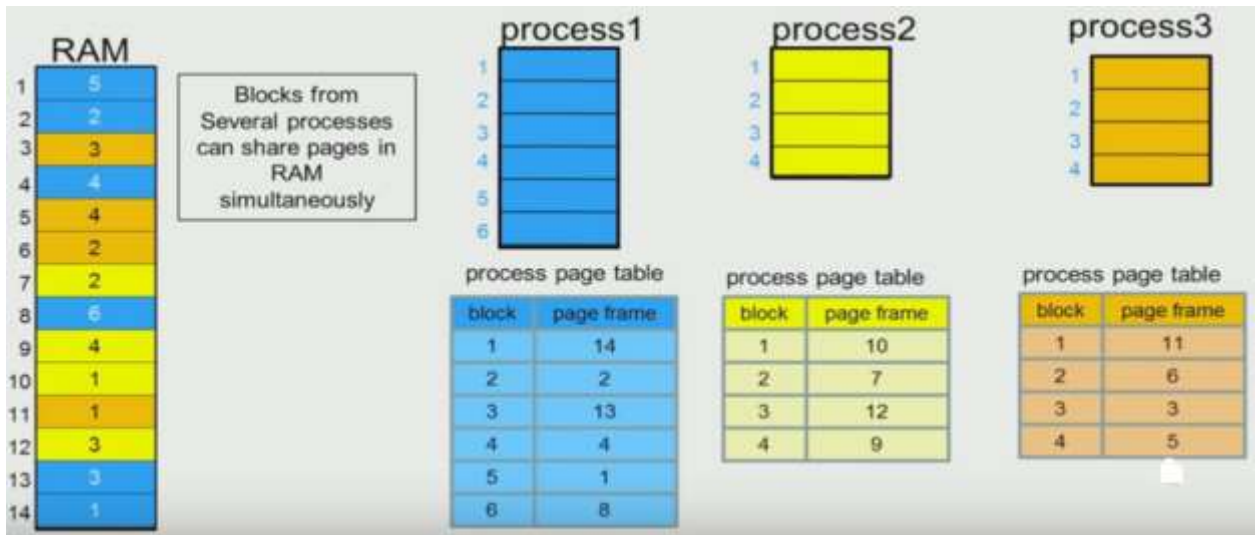 RAM
1 5
2 2
3 3
4 4
5 4
6 2
7 2
8 6
9 4
10 1
11 1
12 3
13 3
14 1
Blocks from
Several processes
can share pages in
RAM
simultaneously
process1
1
2
3
4
5
6
process page table
block page frame
1 14
2 2
3 13
4 4
5 1
6 8
process2
1
2
3
4
process page table
block page frame
1 10
2 7
3 12
4 9
process3
1
2
3
4
process page table
block page frame
1 11
2 6
3 3
4 5